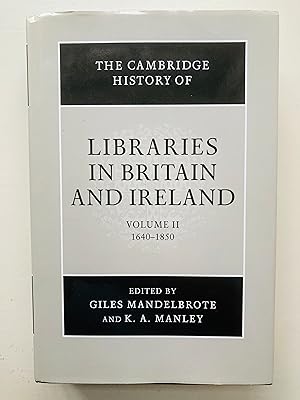 THE CAMBRIDGE
HISTORY OF
LIBRARIES
IN BRITAIN
AND IRELAND
VOLUME II
1640–1850
EDITED BY
GILES MANDELBROTE
AND K. A. MANLEY